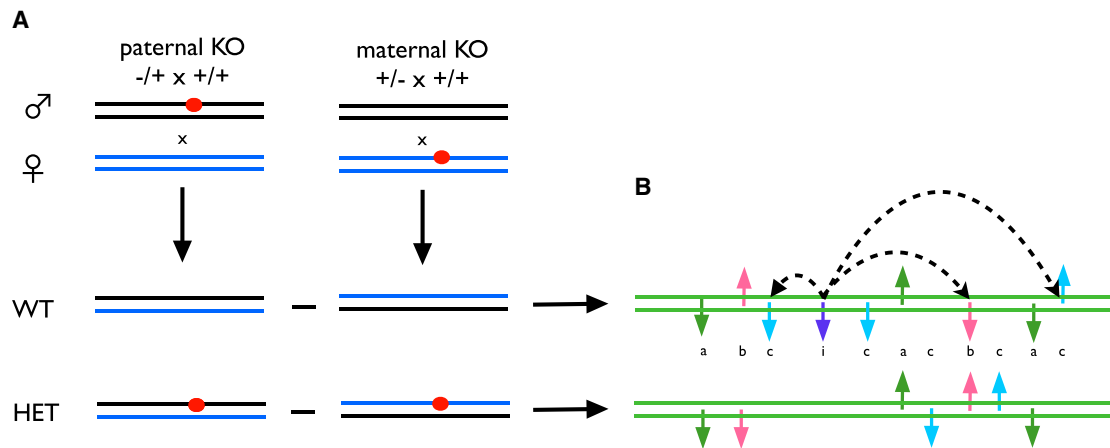 A
paternal KO
-/+ x +/+
maternal KO
+/- x +/+
♂
x
x
♀
B
WT
a b c i c a c b c a c
HET